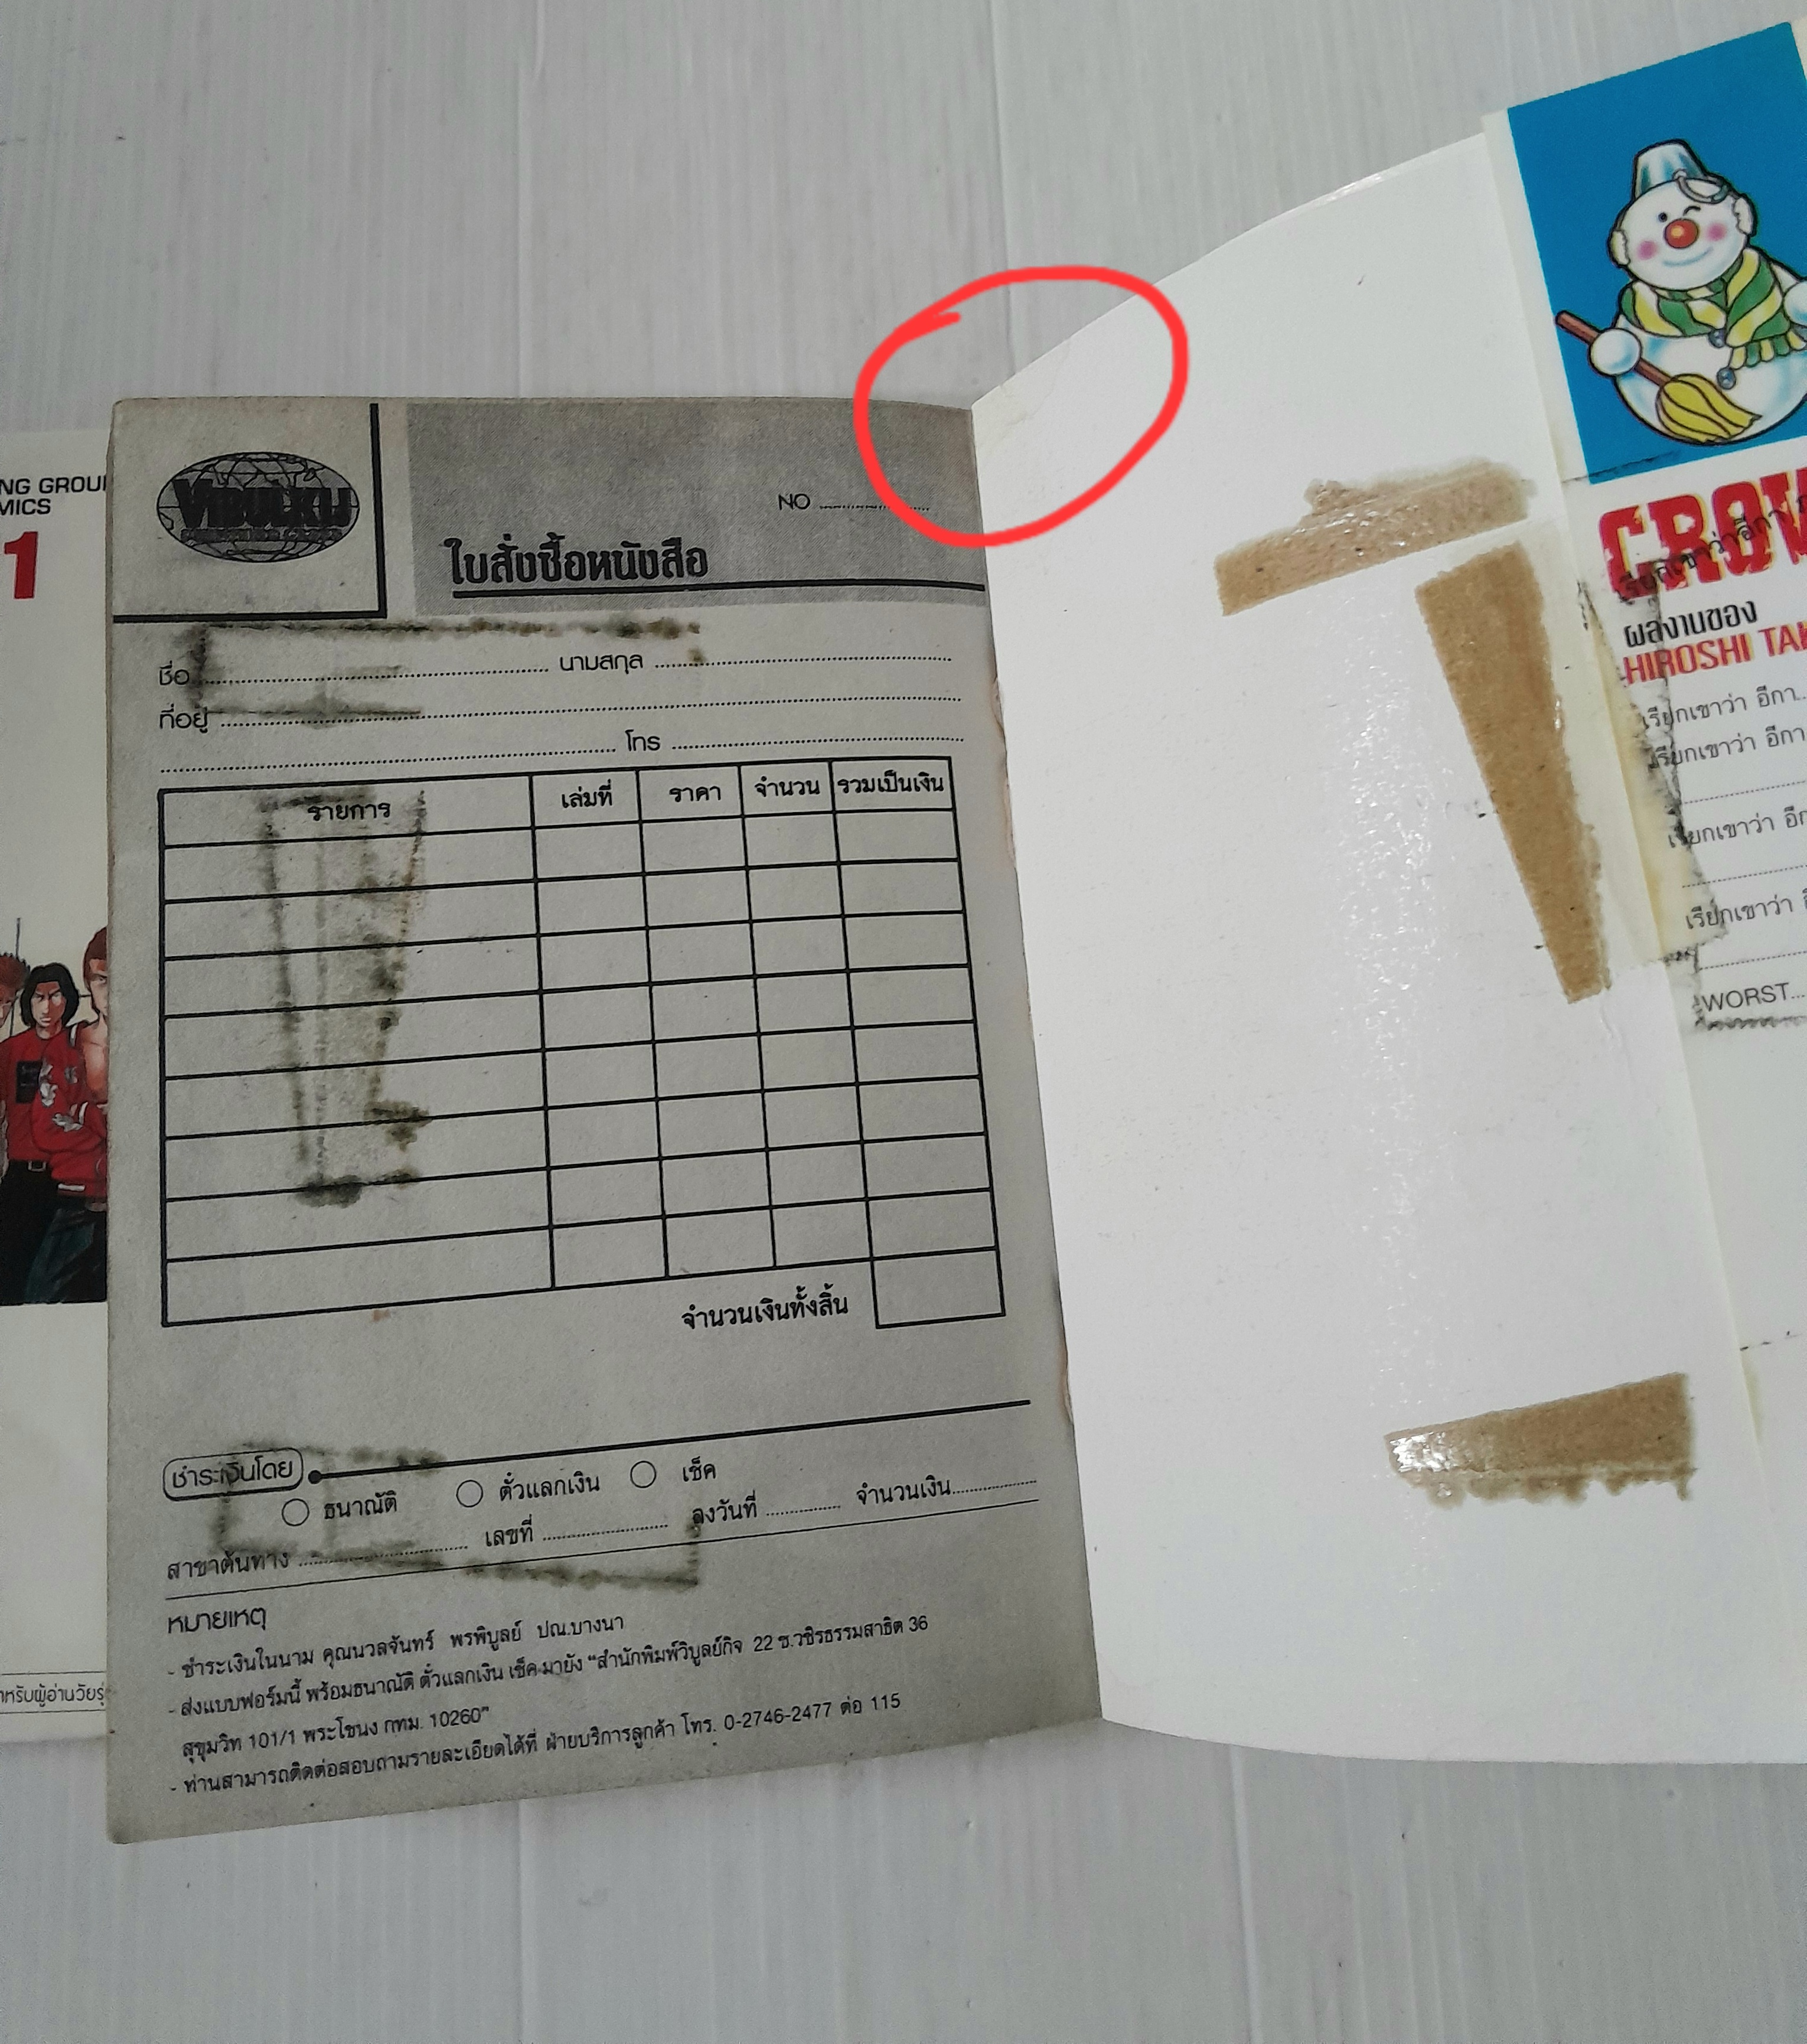 NG GROU
MICS
1
VIBULKIJ
NO
ใบสั่งซื้อหนังสือ
ชื่อ นามสกุล
ที่อยู่
โทร
รายการ เล่มที่ ราคา จำนวน รวมเป็นเงิน
จำนวนเงินทั้งสิ้น
ชำระเงินโดย
ธนาณัติ ตั๋วแลกเงิน เช็ค
สาขาต้นทาง เลขที่ ลงวันที่ จำนวนเงิน
หมายเหตุ
- ชำระเงินในนาม คุณนวลจันทร์ พรพิบูลย์ ปณ.บางนา
- ส่งแบบฟอร์มนี้ พร้อมธนาณัติ ตั๋วแลกเงิน เช็ค มายัง "สำนักพิมพ์วิบูลย์กิจ 22 ซ.วชิรธรรมสาธิต 36
สุขุมวิท 101/1 พระโขนง กทม. 10260"
- ท่านสามารถติดต่อสอบถามรายละเอียดได้ที่ ฝ่ายบริการลูกค้า โทร. 0-2746-2477 ต่อ 115
หรับผู้อ่านวัยรุ่
CROW
ผลงานของ
HIROSHI TAK
เรียกเขาว่า อีกา...
เรียกเขาว่า อีกา
เรียกเขาว่า อีก
เรียกเขาว่า อี
WORST...